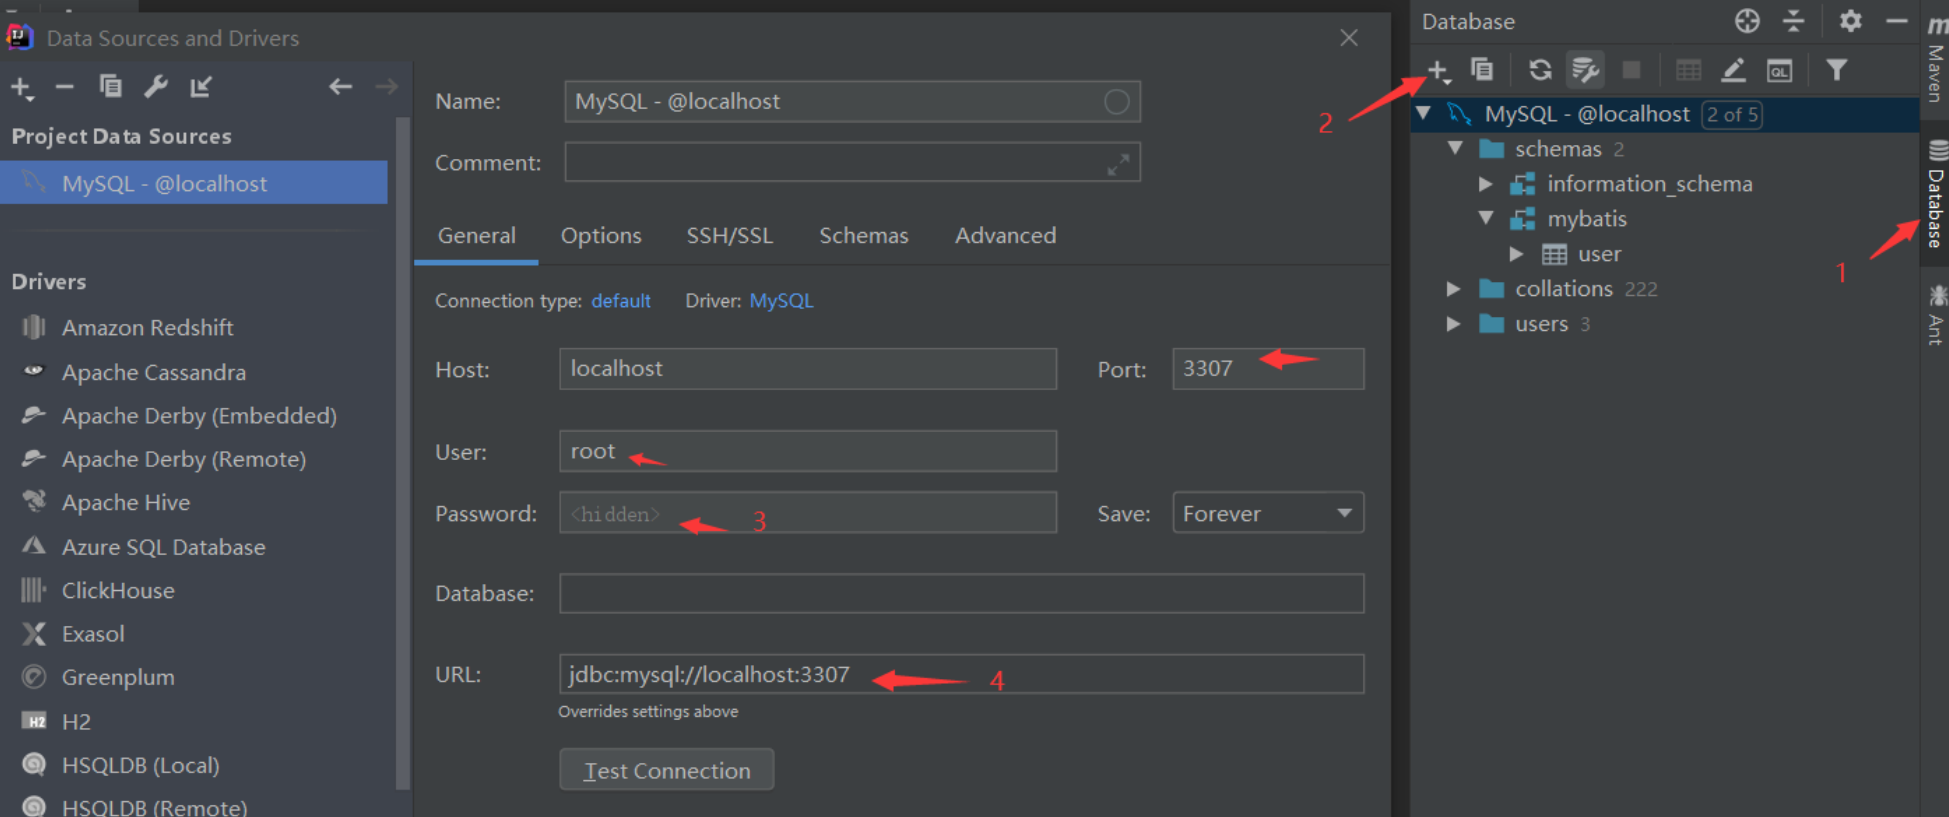 Data Sources and Drivers
Project Data Sources
MySQL - @localhost
Drivers
Amazon Redshift
Apache Cassandra
Apache Derby (Embedded)
Apache Derby (Remote)
Apache Hive
Azure SQL Database
ClickHouse
Exasol
Greenplum
H2 H2
HSQLDB (Local)
HSQLDB (Remote)
Name: MySQL - @localhost
Comment:
General Options SSH/SSL Schemas Advanced
Connection type: default Driver: MySQL
Host: localhost Port: 3307
User: root
Password: <hidden> 3 Save: Forever
Database:
URL: jdbc:mysql://localhost:3307 4
Overrides settings above
Test Connection
Database
QL
2
MySQL - @localhost 2 of 5
schemas 2
information_schema
mybatis
user
collations 222
users 3
1
m Maven
Database
Ant